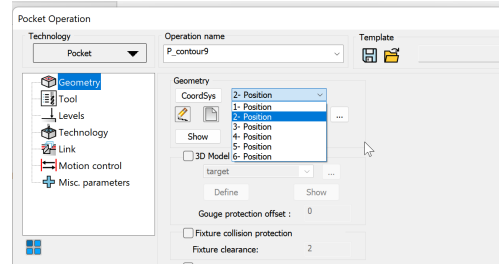 Pocket Operation
Technology
Pocket
Operation name
P_contour9
Template
Geometry
Tool
Levels
Technology
Link
Motion control
Misc. parameters
Geometry
CoordSys
2- Position
1- Position
2- Position
3- Position
4- Position
5- Position
6- Position
...
Show
3D Model
target
...
Define
Show
Gouge protection offset :
0
Fixture collision protection
Fixture clearance:
2